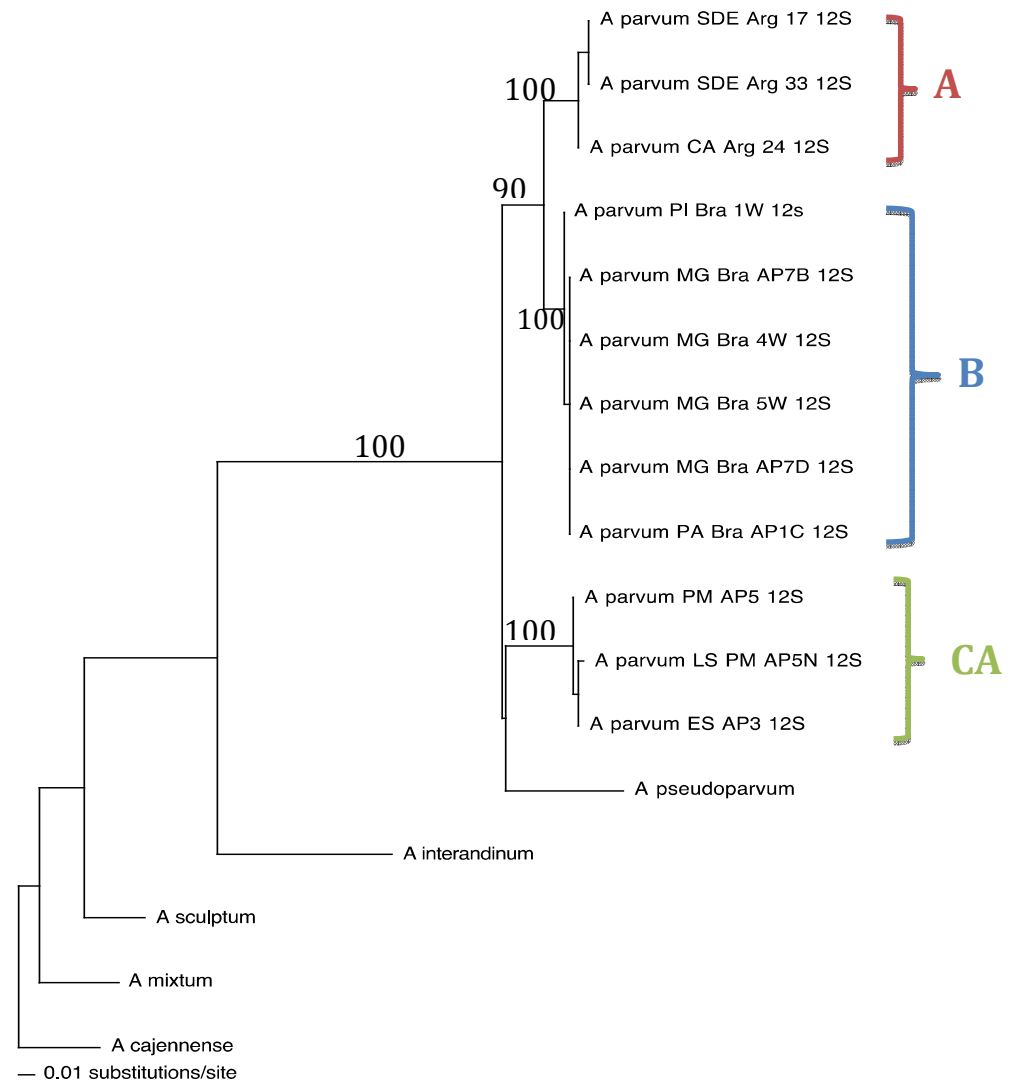 A parvum SDE Arg 17 12S
100
A parvum SDE Arg 33 12S
A
A parvum CA Arg 24 12S
90
A parvum PI Bra 1W 12s
A parvum MG Bra AP7B 12S
100
A parvum MG Bra 4W 12S
B
A parvum MG Bra 5W 12S
100
A parvum MG Bra AP7D 12S
A parvum PA Bra AP1C 12S
A parvum PM AP5 12S
100
A parvum LS PM AP5N 12S
CA
A parvum ES AP3 12S
A pseudoparvum
A interandinum
A sculptum
A mixtum
A cajennense
0.01 substitutions/site